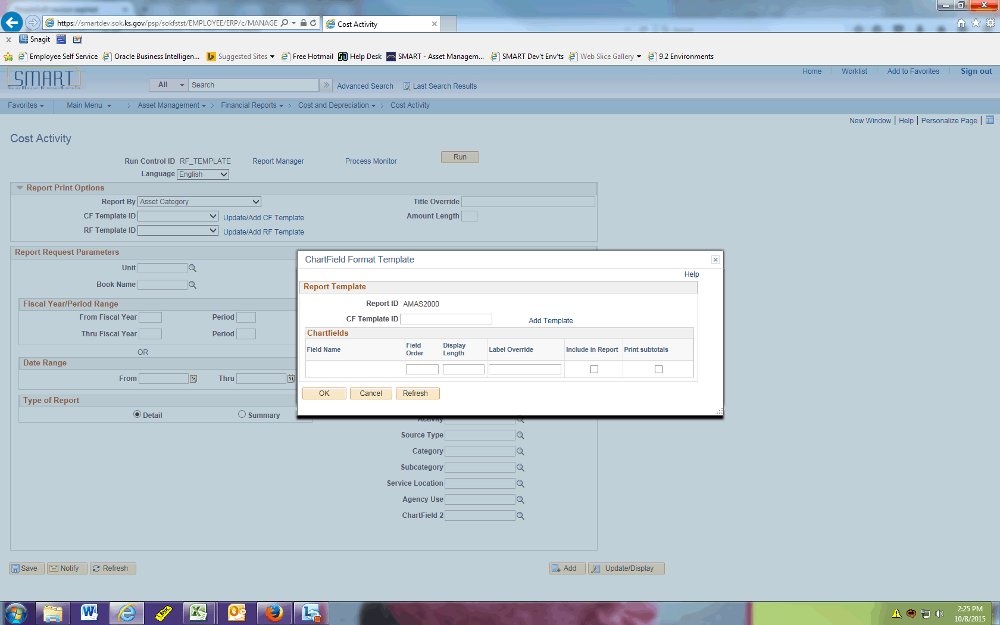 https://smartdev.sok.ks.gov/psp/sokfstst/EMPLOYEE/ERP/c/MANAGE
Cost Activity
Snagit
Employee Self Service
Oracle Business Intelligen...
Suggested Sites
Free Hotmail
Help Desk
SMART - Asset Managem...
SMART Dev't Env'ts
Web Slice Gallery
9.2 Environments
SMART
Home
Worklist
Add to Favorites
Sign out
All
Search
Advanced Search
Last Search Results
Favorites
Main Menu > Asset Management > Financial Reports > Cost and Depreciation > Cost Activity
New Window | Help | Personalize Page |
Cost Activity
Run Control ID RF_TEMPLATE
Report Manager
Process Monitor
Run
Language English
Report Print Options
Report By Asset Category
Title Override
CF Template ID
Update/Add CF Template
Amount Length
RF Template ID
Update/Add RF Template
Report Request Parameters
Unit
Book Name
Fiscal Year/Period Range
From Fiscal Year
Period
Thru Fiscal Year
Period
OR
Date Range
From
31
Thru
31
Type of Report
Detail
Summary
ChartField Format Template
Help
Report Template
Report ID AMAS2000
CF Template ID
Add Template
Chartfields
Field Name
Field Order
Display Length
Label Override
Include in Report
Print subtotals
OK
Cancel
Refresh
Activity
Source Type
Category
Subcategory
Service Location
Agency Use
ChartField 2
Save
Notify
Refresh
Add
Update/Display
2:25 PM
10/8/2015